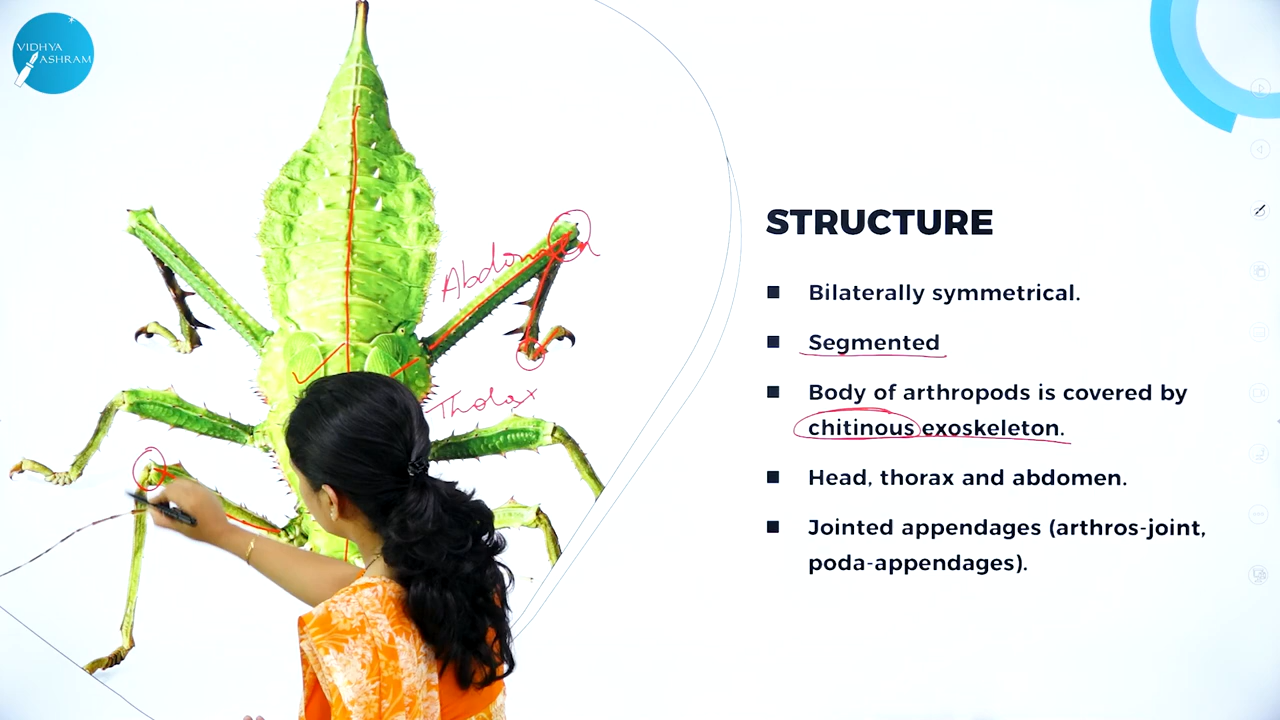 VIDHYA
ASHRAM
Abdomen
Thorax
STRUCTURE
■ Bilaterally symmetrical.
■ Segmented
■ Body of arthropods is covered by
chitinous exoskeleton.
■ Head, thorax and abdomen.
■ Jointed appendages (arthros-joint,
poda-appendages).